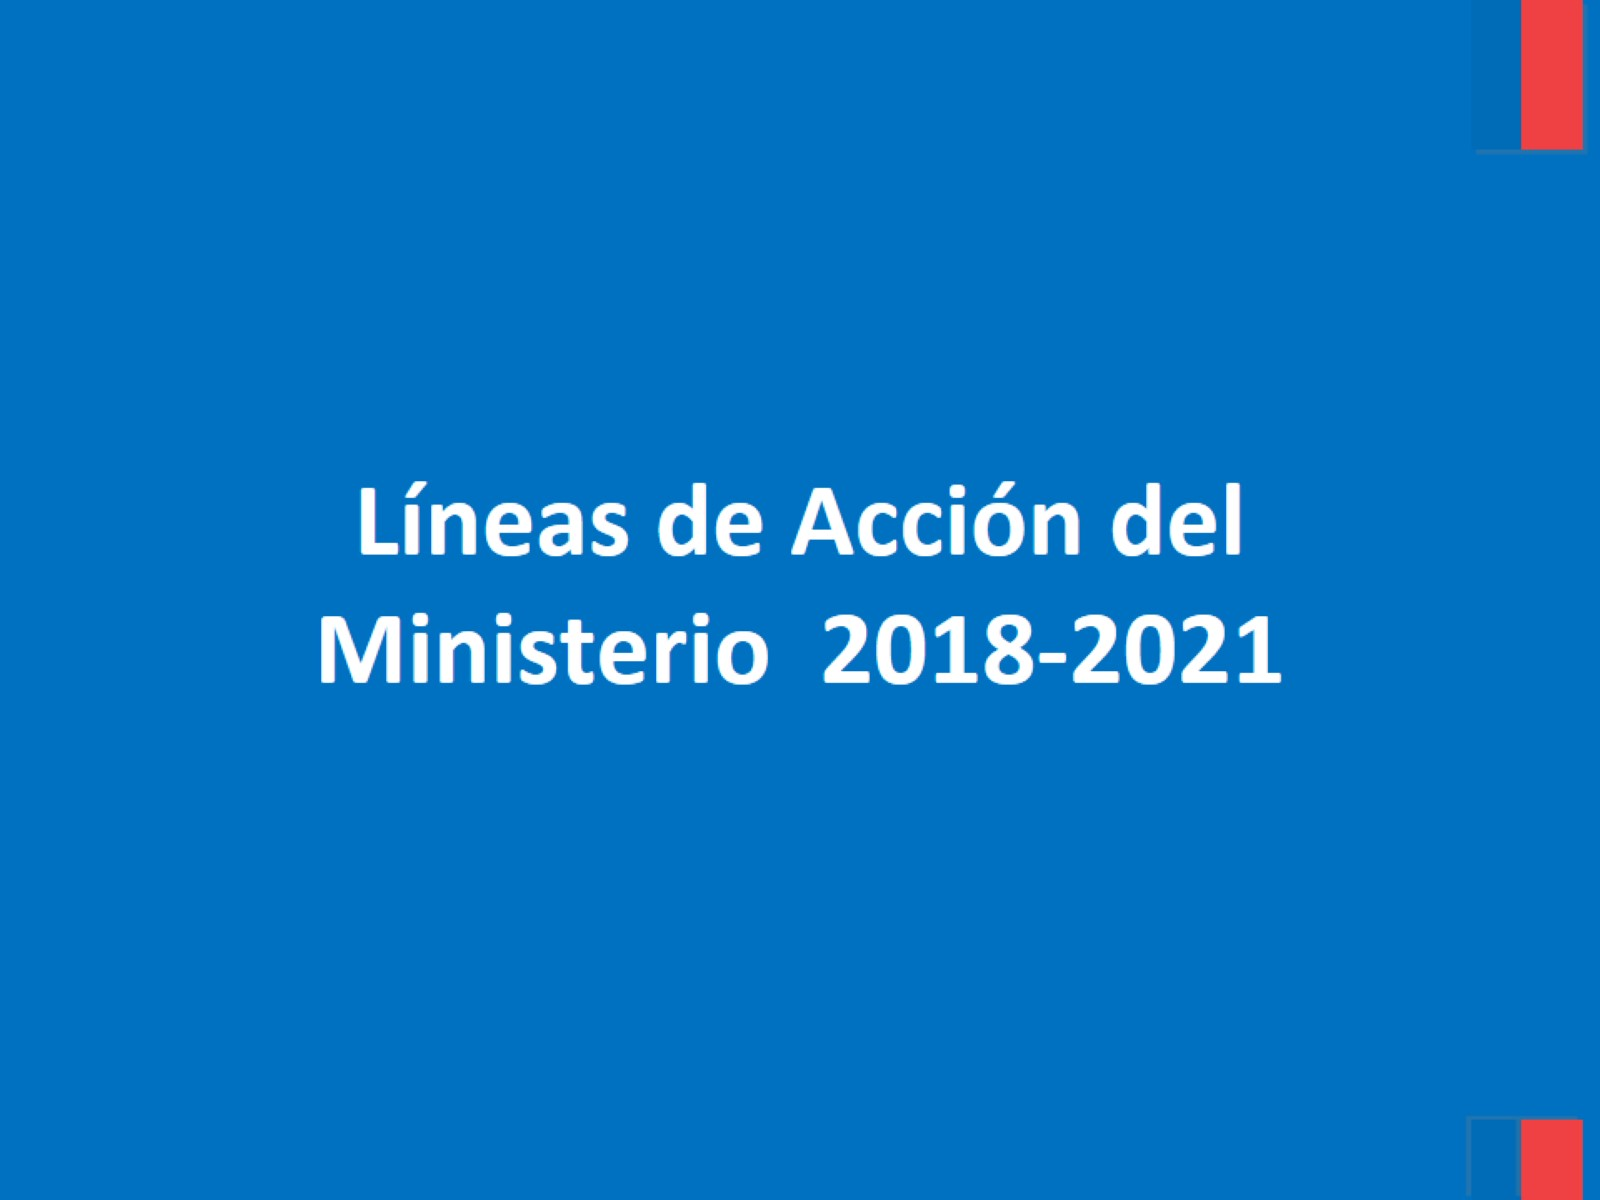 Líneas de Acción del
Ministerio  2018-2021